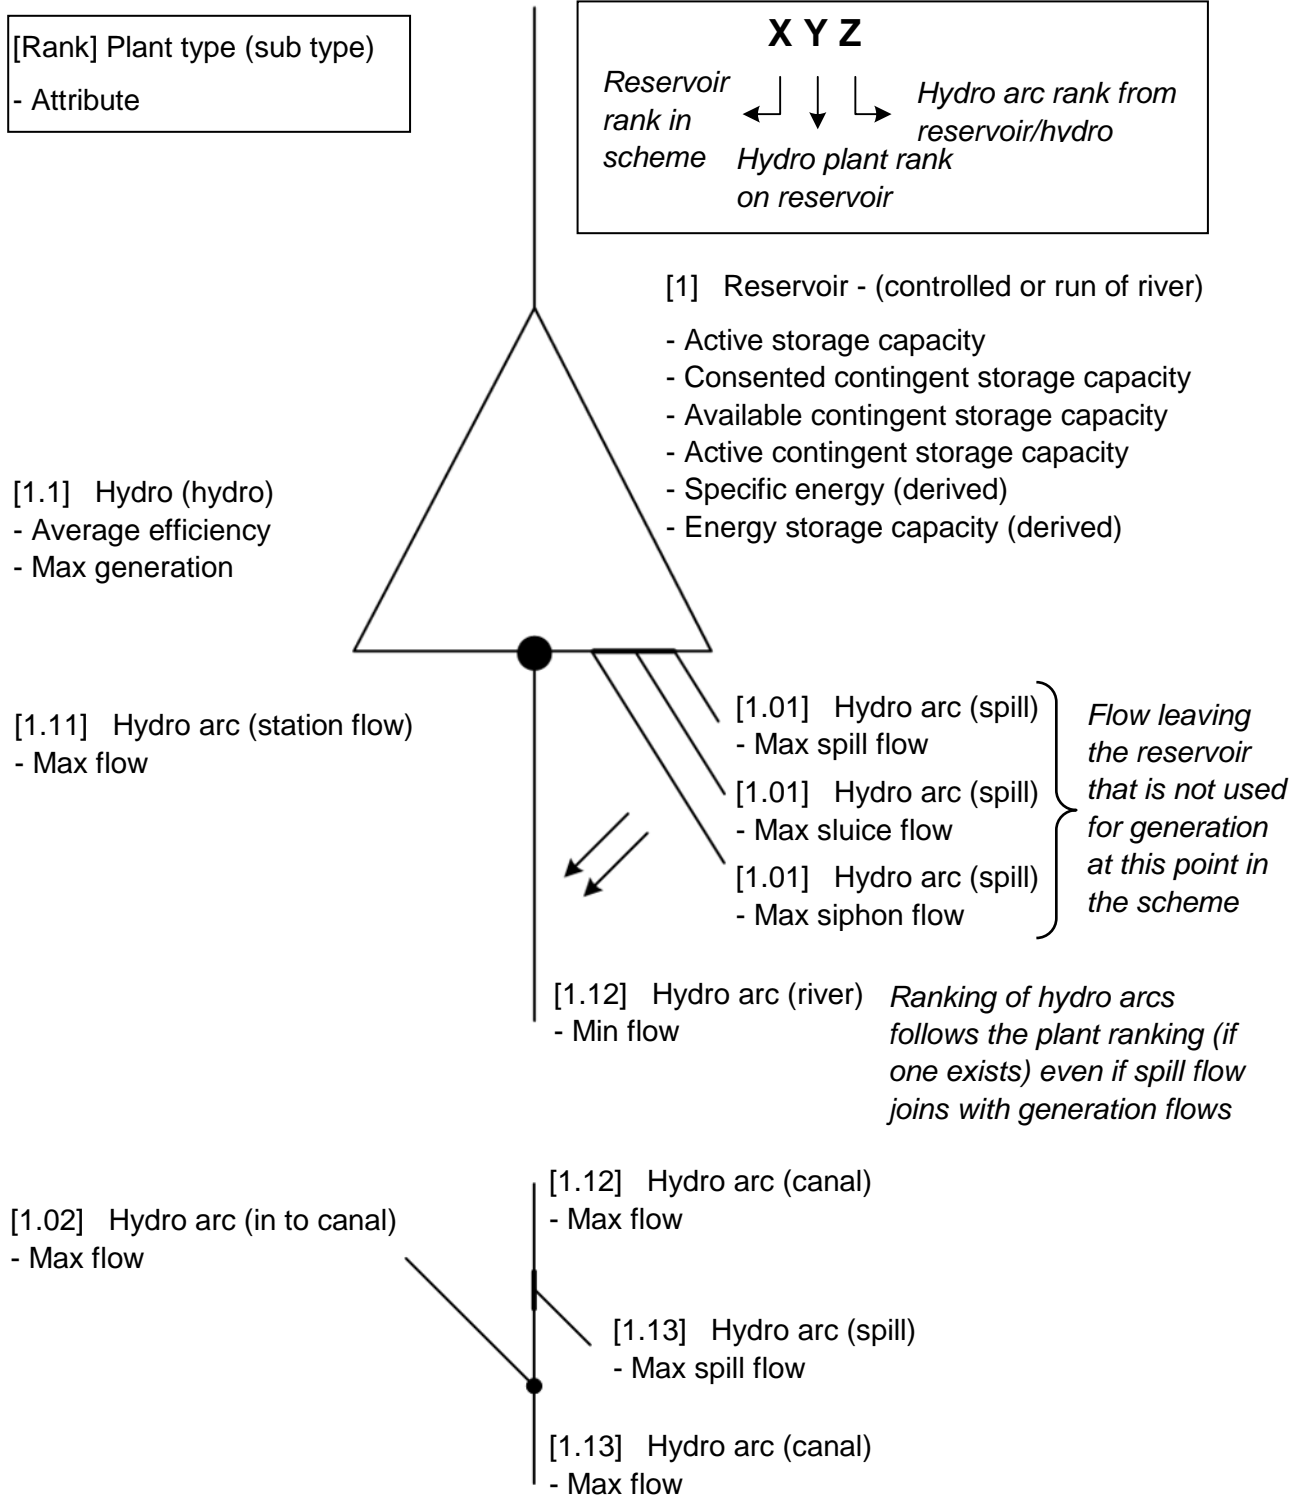 [Rank] Plant type (sub type)
- Attribute
X Y Z
Reservoir
rank in
scheme
Hydro plant rank
on reservoir
Hydro arc rank from
reservoir/hydro
[1] Reservoir - (controlled or run of river)
- Active storage capacity
- Consented contingent storage capacity
- Available contingent storage capacity
- Active contingent storage capacity
- Specific energy (derived)
- Energy storage capacity (derived)
[1.1] Hydro (hydro)
- Average efficiency
- Max generation
[1.11] Hydro arc (station flow)
- Max flow
[1.01] Hydro arc (spill)
- Max spill flow
[1.01] Hydro arc (spill)
- Max sluice flow
[1.01] Hydro arc (spill)
- Max siphon flow
Flow leaving
the reservoir
that is not used
for generation
at this point in
the scheme
[1.12] Hydro arc (river)
- Min flow
Ranking of hydro arcs
follows the plant ranking (if
one exists) even if spill flow
joins with generation flows
[1.12] Hydro arc (canal)
- Max flow
[1.02] Hydro arc (in to canal)
- Max flow
[1.13] Hydro arc (spill)
- Max spill flow
[1.13] Hydro arc (canal)
- Max flow